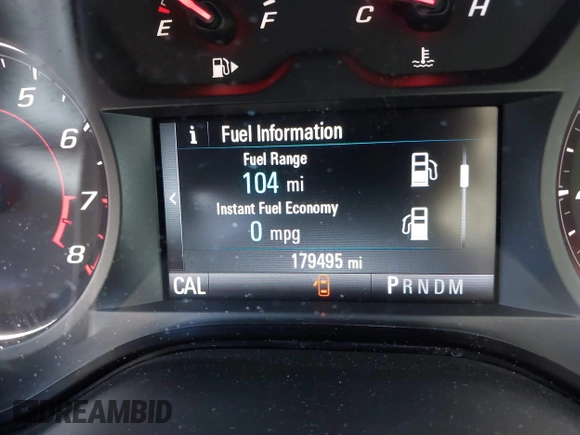 E F C H
5
6
7
8
i Fuel Information
Fuel Range
104 mi
Instant Fuel Economy
0 mpg
179495 mi
CAL PRNDM
DREAMBID